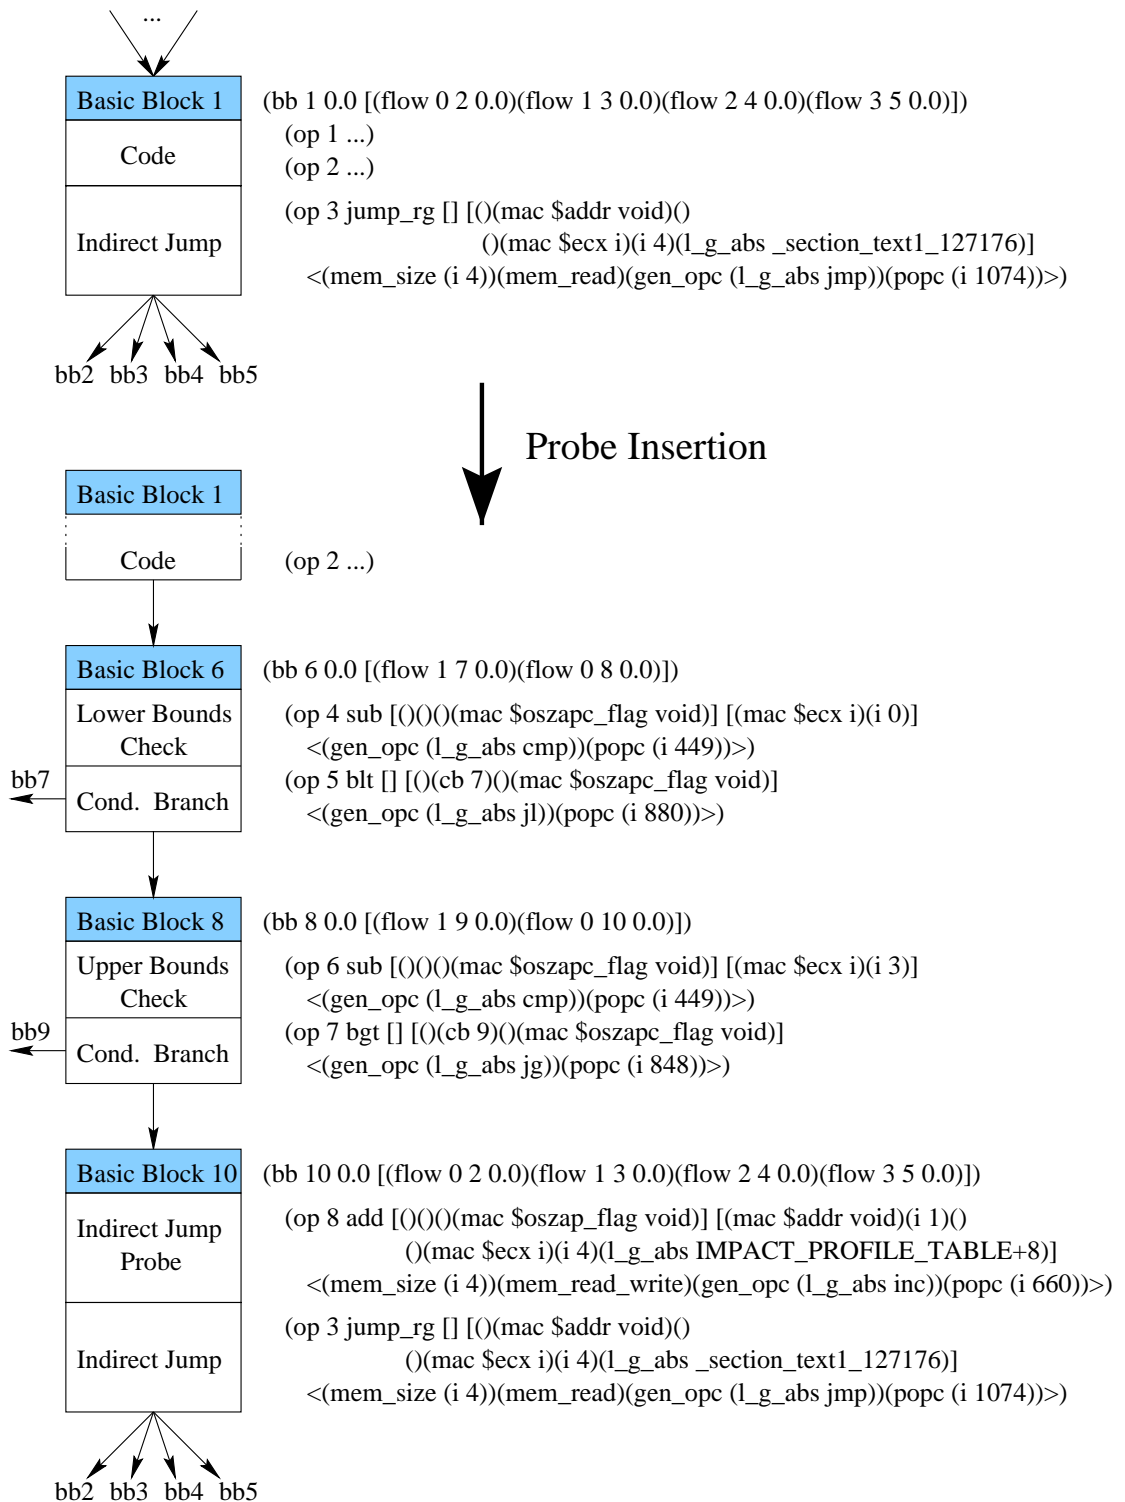 ...
Basic Block 1 (bb 1 0.0 [(flow 0 2 0.0)(flow 1 3 0.0)(flow 2 4 0.0)(flow 3 5 0.0)])
(op 1 ...)
Code
(op 2 ...)
(op 3 jump_rg [] [()(mac $addr void)()
Indirect Jump ()(mac $ecx i)(i 4)(l_g_abs _section_text1_127176)]
<(mem_size (i 4))(mem_read)(gen_opc (l_g_abs jmp))(popc (i 1074))>)
bb2 bb3 bb4 bb5
Probe Insertion
Basic Block 1
Code (op 2 ...)
Basic Block 6 (bb 6 0.0 [(flow 1 7 0.0)(flow 0 8 0.0)])
Lower Bounds (op 4 sub [()()()(mac $oszapc_flag void)] [(mac $ecx i)(i 0)]
Check <(gen_opc (l_g_abs cmp))(popc (i 449))>)
bb7 (op 5 blt [] [()(cb 7)()(mac $oszapc_flag void)]
Cond. Branch <(gen_opc (l_g_abs jl))(popc (i 880))>)
Basic Block 8 (bb 8 0.0 [(flow 1 9 0.0)(flow 0 10 0.0)])
Upper Bounds (op 6 sub [()()()(mac $oszapc_flag void)] [(mac $ecx i)(i 3)]
Check <(gen_opc (l_g_abs cmp))(popc (i 449))>)
bb9 (op 7 bgt [] [()(cb 9)()(mac $oszapc_flag void)]
Cond. Branch <(gen_opc (l_g_abs jg))(popc (i 848))>)
Basic Block 10 (bb 10 0.0 [(flow 0 2 0.0)(flow 1 3 0.0)(flow 2 4 0.0)(flow 3 5 0.0)])
Indirect Jump (op 8 add [()()()(mac $oszap_flag void)] [(mac $addr void)(i 1)()
Probe ()(mac $ecx i)(i 4)(l_g_abs IMPACT_PROFILE_TABLE+8)]
<(mem_size (i 4))(mem_read_write)(gen_opc (l_g_abs inc))(popc (i 660))>)
(op 3 jump_rg [] [()(mac $addr void)()
Indirect Jump ()(mac $ecx i)(i 4)(l_g_abs _section_text1_127176)]
<(mem_size (i 4))(mem_read)(gen_opc (l_g_abs jmp))(popc (i 1074))>)
bb2 bb3 bb4 bb5